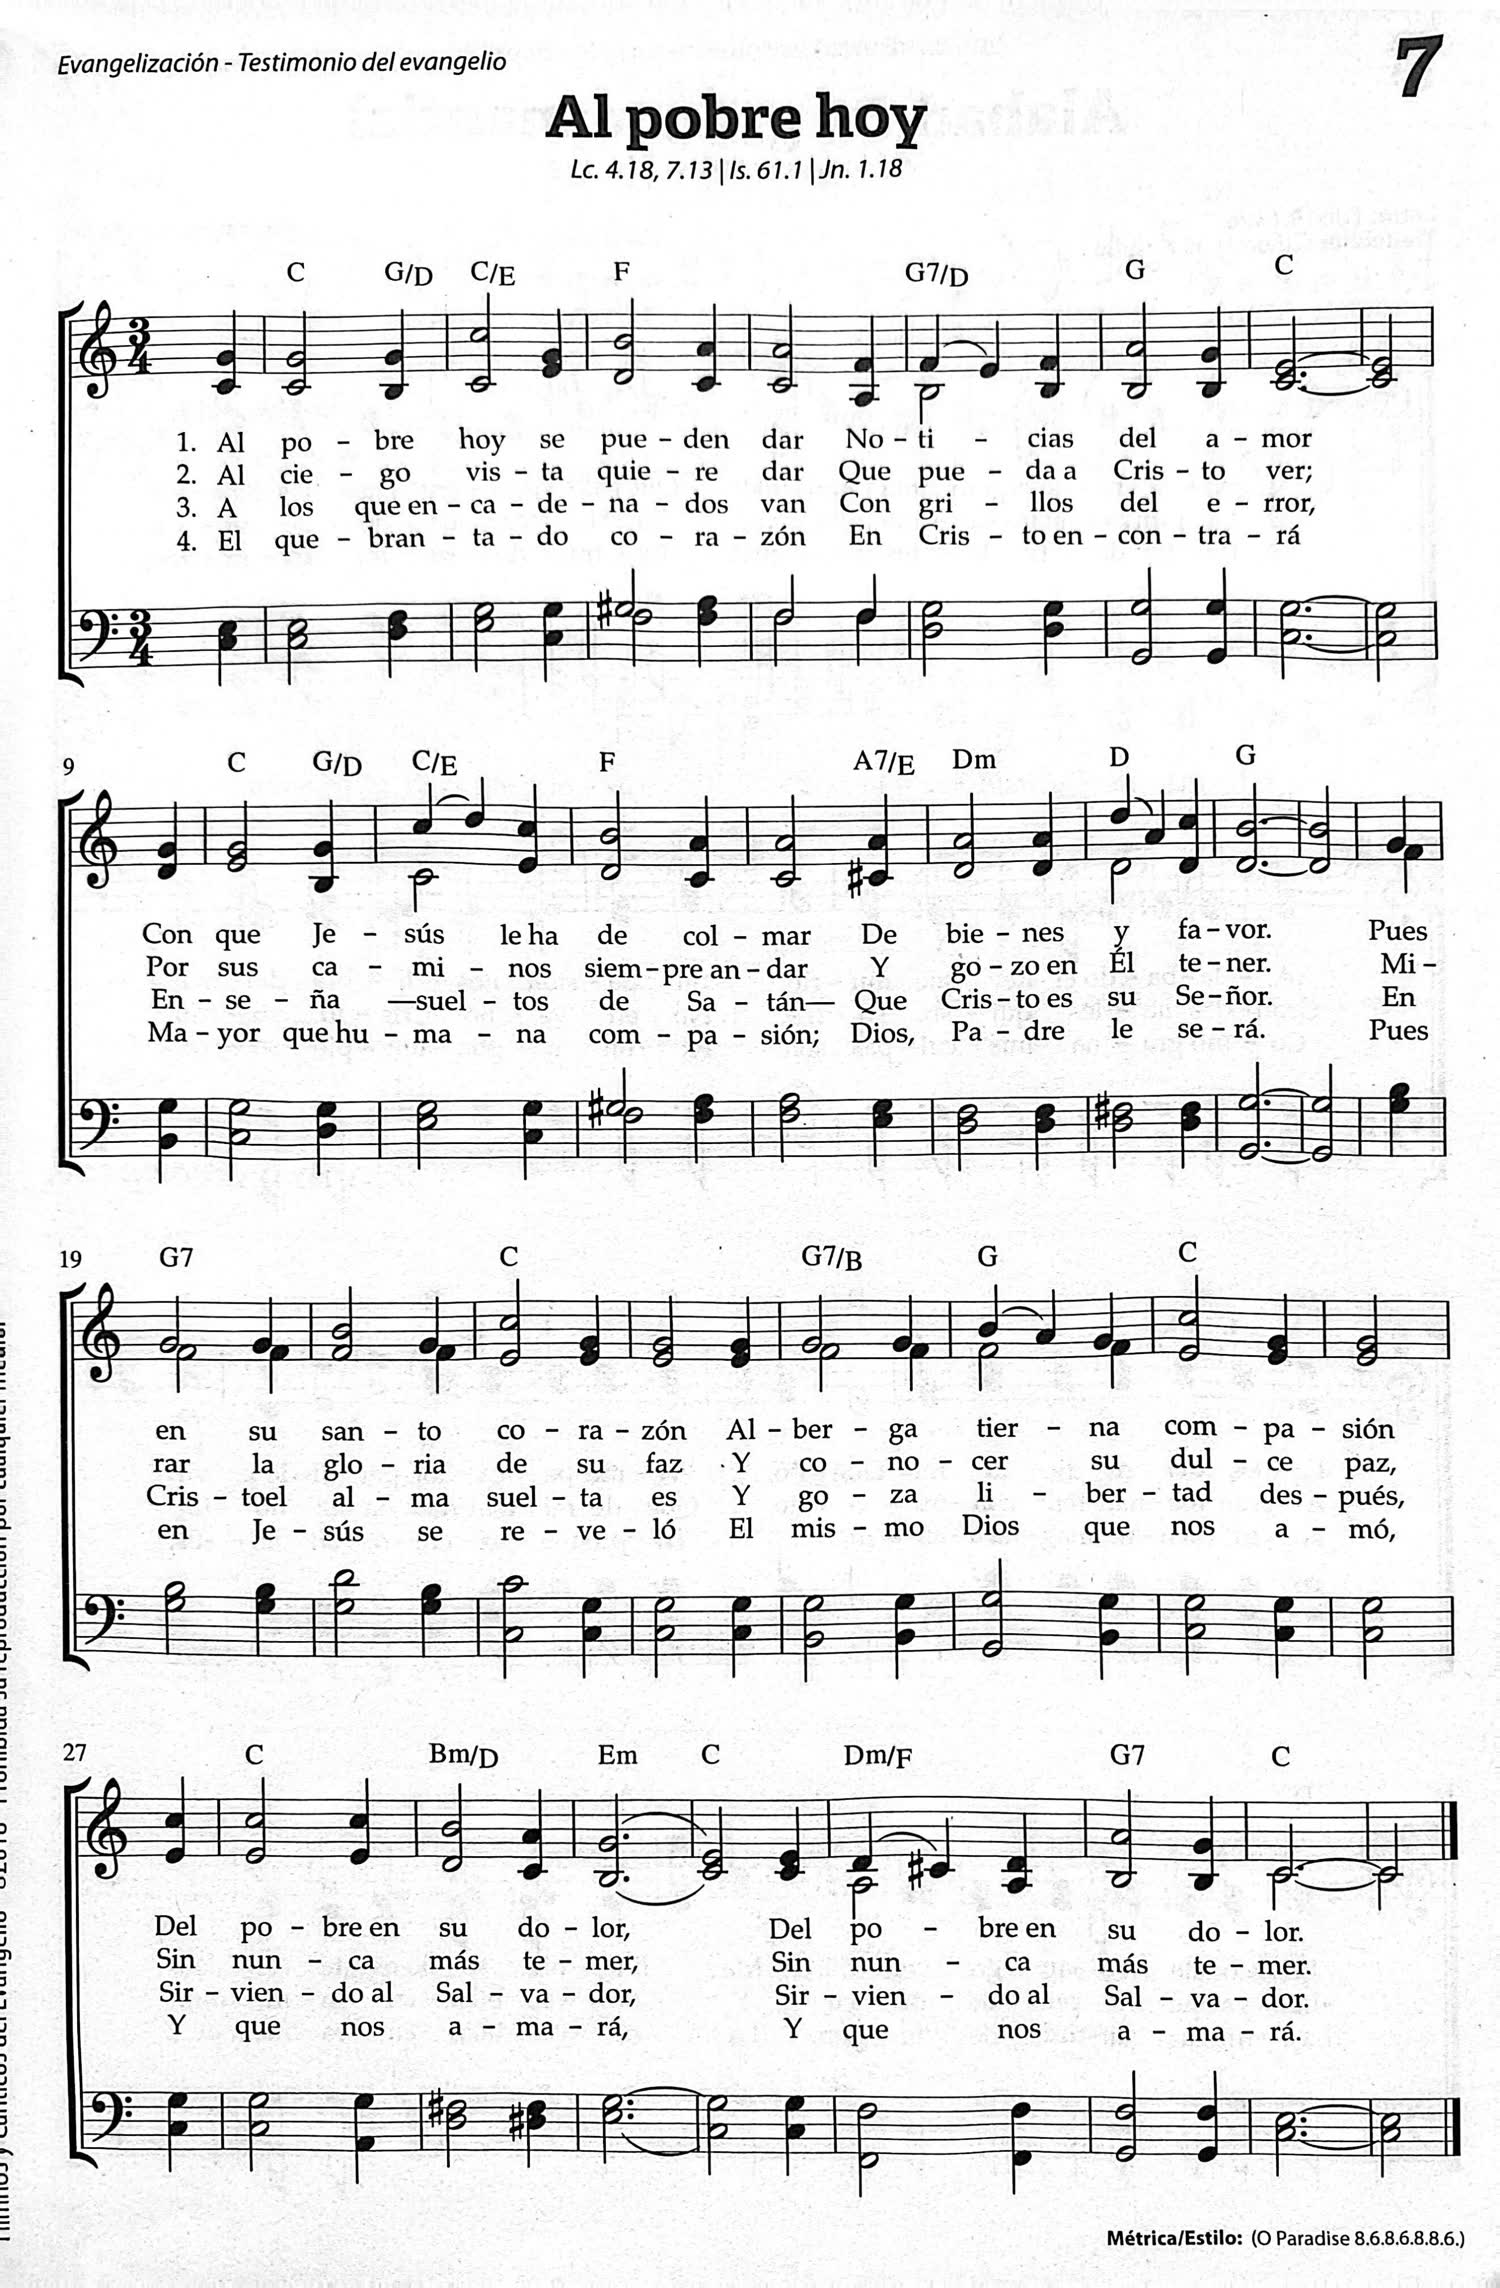 Evangelización - Testimonio del evangelio
7
Al pobre hoy
Lc. 4.18, 7.13 | Is. 61.1 | Jn. 1.18
C G/D C/E F G7/D G C
1. Al po - bre hoy se pue - den dar No - ti - cias del a - mor
2. Al cie - go vis - ta quie - re dar Que pue - da a Cris - to ver;
3. A los que en - ca - de - na - dos van Con gri - llos del e - rror,
4. El que - bran - ta - do co - ra - zón En Cris - to en - con - tra - rá
9 C G/D C/E F A7/E Dm D G
Con que Je - sús le ha de col - mar De bie - nes y fa - vor. Pues
Por sus ca - mi - nos siem - pre an - dar Y go - zo en Él te - ner. Mi -
En - se - ña —suel - tos de Sa - tán— Que Cris - to es su Se - ñor. En
Ma - yor que hu - ma - na com - pa - sión; Dios, Pa - dre le se - rá. Pues
19 G7 C G7/B G C
en su san - to co - ra - zón Al - ber - ga tier - na com - pa - sión
rar la glo - ria de su faz Y co - no - cer su dul - ce paz,
Cris - toel al - ma suel - ta es Y go - za li - ber - tad des - pués,
en Je - sús se re - ve - ló El mis - mo Dios que nos a - mó,
27 C Bm/D Em C Dm/F G7 C
Del po - bre en su do - lor, Del po - bre en su do - lor.
Sin nun - ca más te - mer, Sin nun - ca más te - mer.
Sir - vien - do al Sal - va - dor, Sir - vien - do al Sal - va - dor.
Y que nos a - ma - rá, Y que nos a - ma - rá.
Métrica/Estilo: (O Paradise 8.6.8.6.8.8.6.)